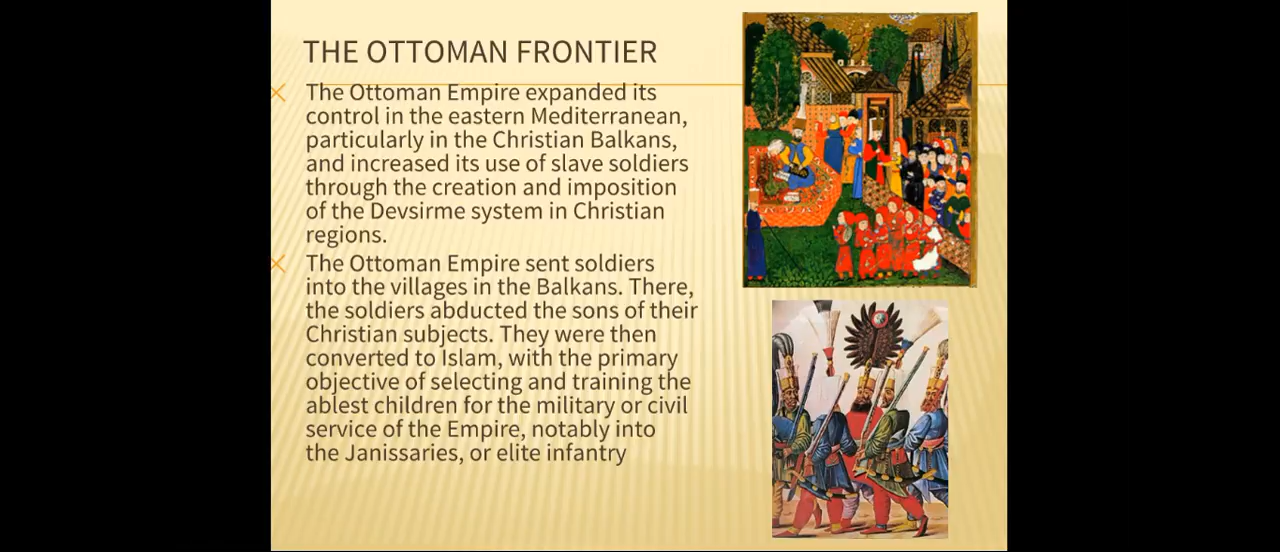 THE OTTOMAN FRONTIER
The Ottoman Empire expanded its
control in the eastern Mediterranean,
particularly in the Christian Balkans,
and increased its use of slave soldiers
through the creation and imposition
of the Devsirme system in Christian
regions.
The Ottoman Empire sent soldiers
into the villages in the Balkans. There,
the soldiers abducted the sons of their
Christian subjects. They were then
converted to Islam, with the primary
objective of selecting and training the
ablest children for the military or civil
service of the Empire, notably into
the Janissaries, or elite infantry